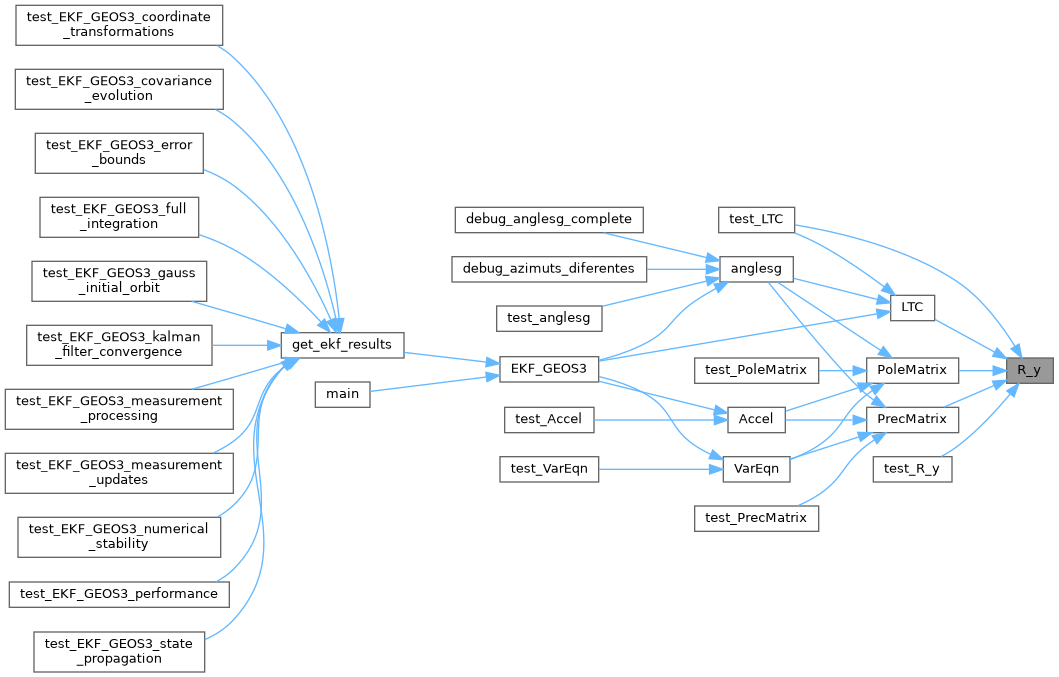 test_EKF_GEOS3_coordinate
_transformations
test_EKF_GEOS3_covariance
_evolution
test_EKF_GEOS3_error
_bounds
test_EKF_GEOS3_full
_integration
test_EKF_GEOS3_gauss
_initial_orbit
test_EKF_GEOS3_kalman
_filter_convergence
test_EKF_GEOS3_measurement
_processing
test_EKF_GEOS3_measurement
_updates
test_EKF_GEOS3_numerical
_stability
test_EKF_GEOS3_performance
test_EKF_GEOS3_state
_propagation
get_ekf_results
main
debug_anglesg_complete
debug_azimuts_diferentes
test_anglesg
EKF_GEOS3
test_Accel
test_VarEqn
test_LTC
anglesg
test_PoleMatrix
Accel
VarEqn
test_PrecMatrix
LTC
PoleMatrix
PrecMatrix
test_R_y
R_y